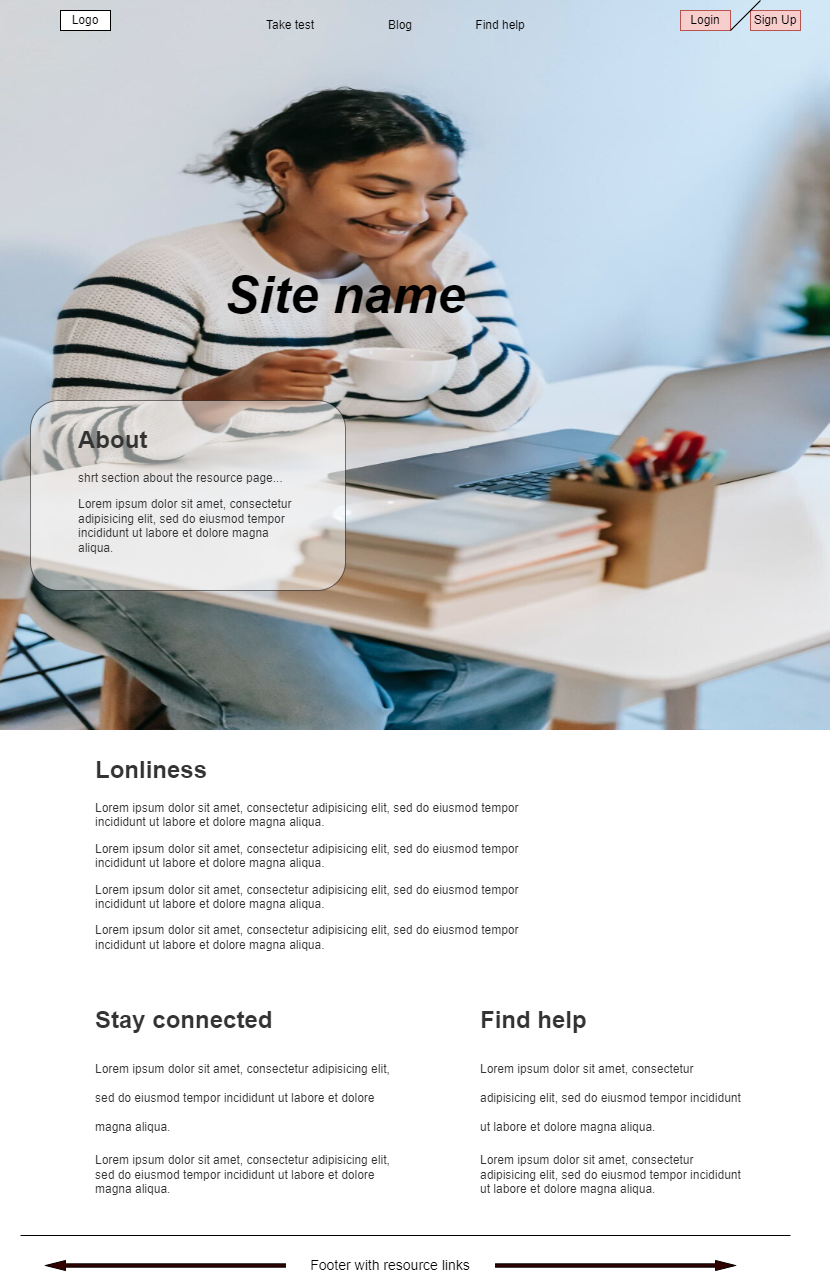 Logo
Take test
Blog
Find help
Login
Sign Up
Site name
About
shrt section about the resource page...
Lorem ipsum dolor sit amet, consectetur
adipisicing elit, sed do eiusmod tempor
incididunt ut labore et dolore magna
aliqua.
Lonliness
Lorem ipsum dolor sit amet, consectetur adipisicing elit, sed do eiusmod tempor
incididunt ut labore et dolore magna aliqua.
Lorem ipsum dolor sit amet, consectetur adipisicing elit, sed do eiusmod tempor
incididunt ut labore et dolore magna aliqua.
Lorem ipsum dolor sit amet, consectetur adipisicing elit, sed do eiusmod tempor
incididunt ut labore et dolore magna aliqua.
Lorem ipsum dolor sit amet, consectetur adipisicing elit, sed do eiusmod tempor
incididunt ut labore et dolore magna aliqua.
Stay connected
Lorem ipsum dolor sit amet, consectetur adipisicing elit,
sed do eiusmod tempor incididunt ut labore et dolore
magna aliqua.
Lorem ipsum dolor sit amet, consectetur adipisicing elit,
sed do eiusmod tempor incididunt ut labore et dolore
magna aliqua.
Find help
Lorem ipsum dolor sit amet, consectetur
adipisicing elit, sed do eiusmod tempor incididunt
ut labore et dolore magna aliqua.
Lorem ipsum dolor sit amet, consectetur
adipisicing elit, sed do eiusmod tempor incididunt
ut labore et dolore magna aliqua.
Footer with resource links